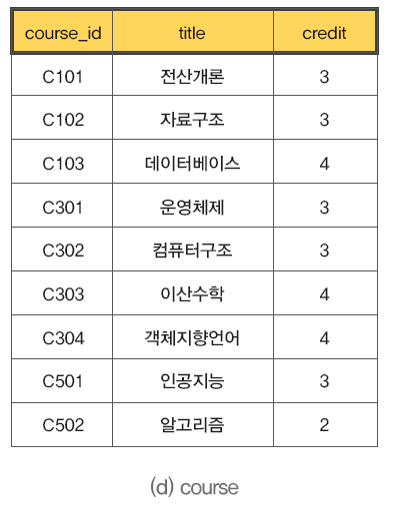 course_id title credit
C101 전산개론 3
C102 자료구조 3
C103 데이터베이스 4
C301 운영체제 3
C302 컴퓨터구조 3
C303 이산수학 4
C304 객체지향언어 4
C501 인공지능 3
C502 알고리즘 2
(d) course